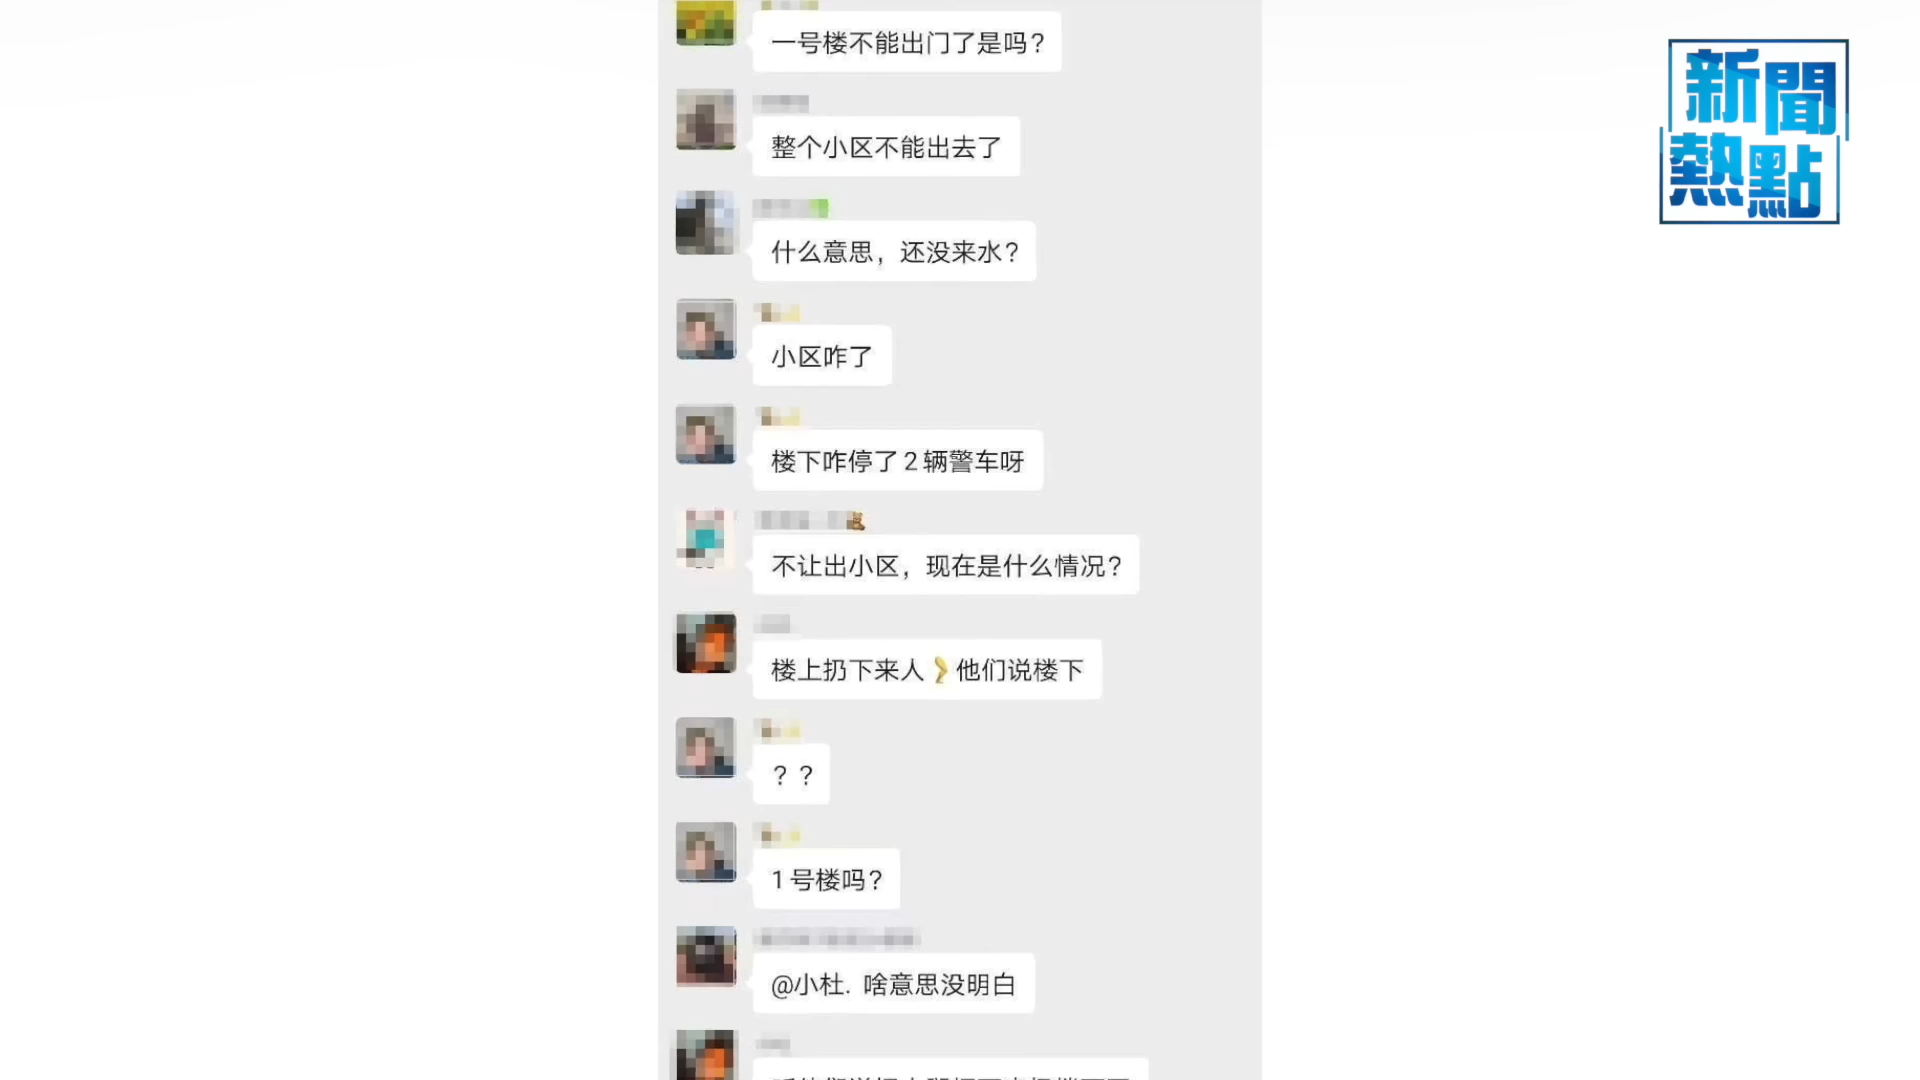 一号楼不能出门了是吗？
新聞
熱點
整个小区不能出去了
什么意思，还没来水？
小区咋了
楼下咋停了2辆警车呀
不让出小区，现在是什么情况？
楼上扔下来人🦵他们说楼下
？？
1号楼吗？
@小杜. 啥意思没明白